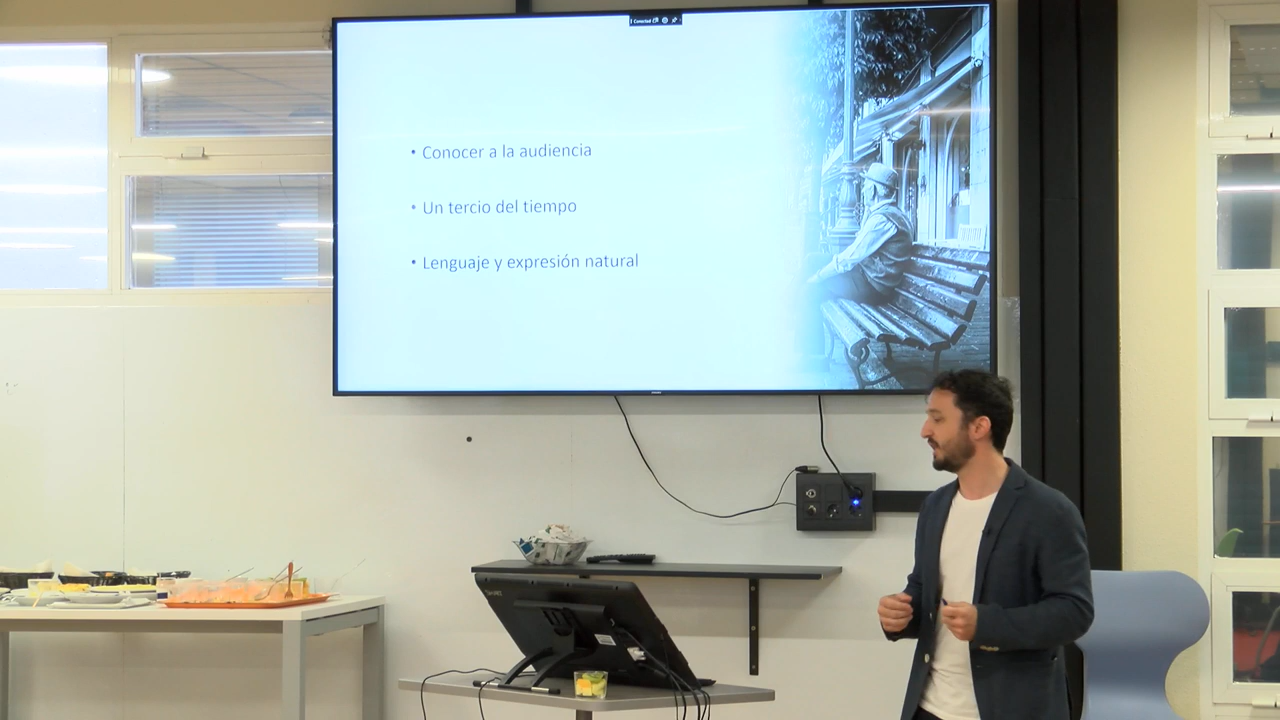 • Conocer a la audiencia
• Un tercio del tiempo
• Lenguaje y expresión natural